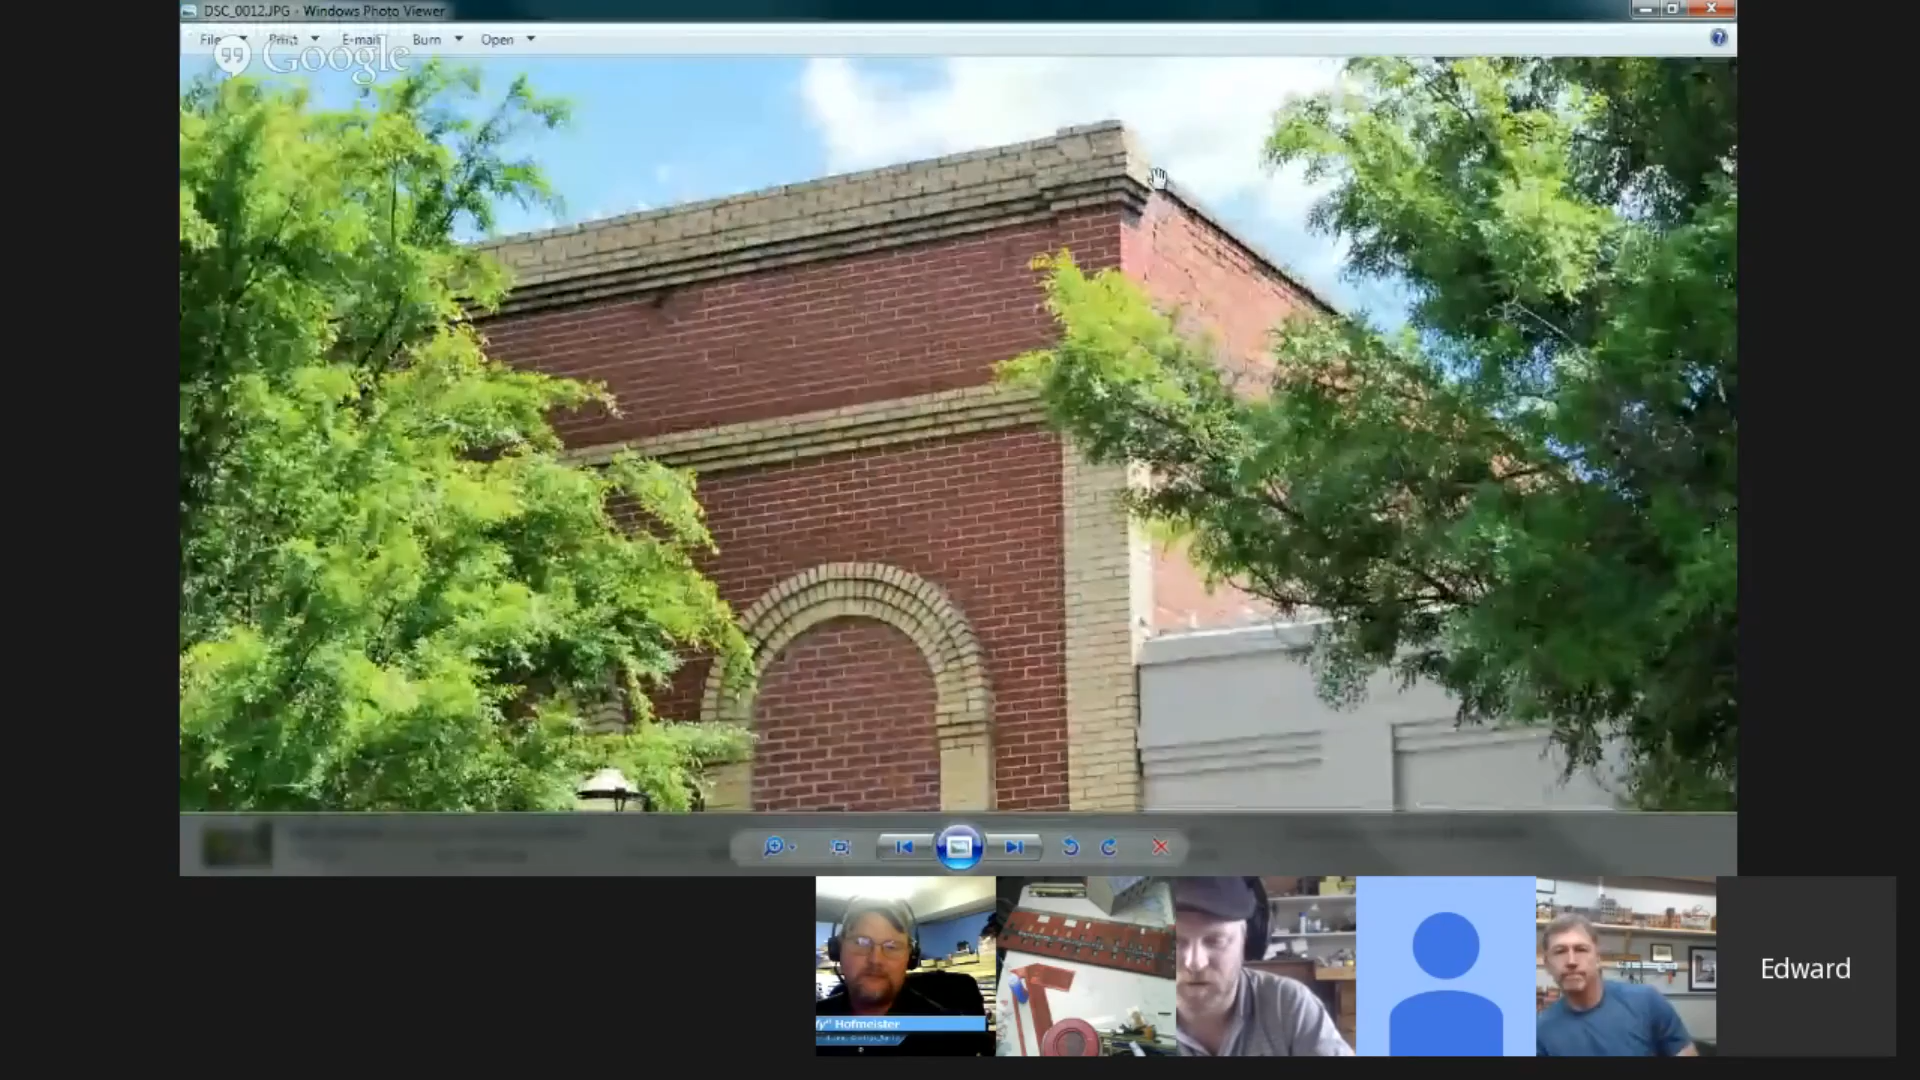 DSC_0012.JPG - Windows Photo Viewer
File Print E-mail Burn Open
Google
Hofmeister
Edward